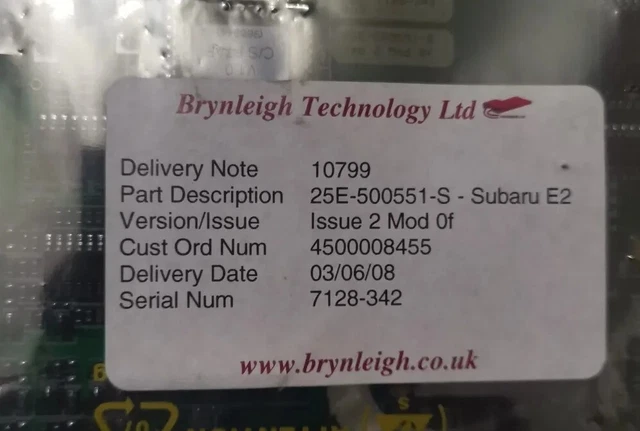 Brynleigh Technology Ltd
Delivery Note 10799
Part Description 25E-500551-S - Subaru E2
Version/Issue Issue 2 Mod 0f
Cust Ord Num 4500008455
Delivery Date 03/06/08
Serial Num 7128-342
www.brynleigh.co.uk